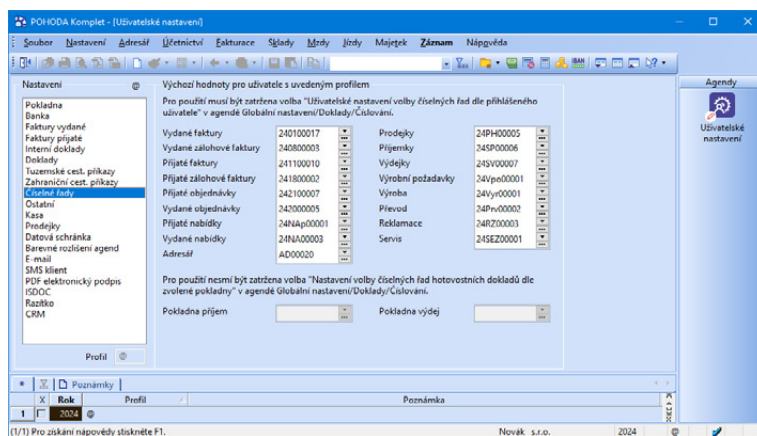 POHODA Komplet - [Uživatelské nastavení]
Soubor Nastavení Adresář Účetnictví Fakturace Sklady Mzdy Jízdy Majetek Záznam Nápověda
IBAN
Nastavení @
Pokladna
Banka
Faktury vydané
Faktury přijaté
Interní doklady
Doklady
Tuzemské cest. příkazy
Zahraniční cest. příkazy
Číselné řady
Ostatní
Kasa
Prodejky
Datová schránka
Barevné rozlišení agend
E-mail
SMS klient
PDF elektronický podpis
ISDOC
Razítko
CRM
Profil @
Výchozí hodnoty pro uživatele s uvedeným profilem
Pro použití musí být zatržena volba "Uživatelské nastavení volby číselných řad dle přihlášeného
uživatele" v agendě Globální nastavení/Doklady/Číslování.
Vydané faktury 240100017 Prodejky 24PH00005
Vydané zálohové faktury 240800003 Příjemky 24SP00006
Přijaté faktury 241100010 Výdejky 24SV00007
Přijaté zálohové faktury 241800002 Výrobní požadavky 24Vpo00001
Přijaté objednávky 242100007 Výroba 24Vyr00001
Vydané objednávky 242000005 Převod 24Prv00002
Přijaté nabídky 24NAp00001 Reklamace 24RZ00003
Vydané nabídky 24NA00003 Servis 24SEZ00001
Adresář AD00020
Pro použití nesmí být zatržena volba "Nastavení volby číselných řad hotovostních dokladů dle
zvolené pokladny" v agendě Globální nastavení/Doklady/Číslování.
Pokladna příjem Pokladna výdej
Agendy
Uživatelské
nastavení
Poznámky
X Rok Profil Poznámka
1 2024 @
(1/1) Pro získání nápovědy stiskněte F1. Novák s.r.o. 2024 @